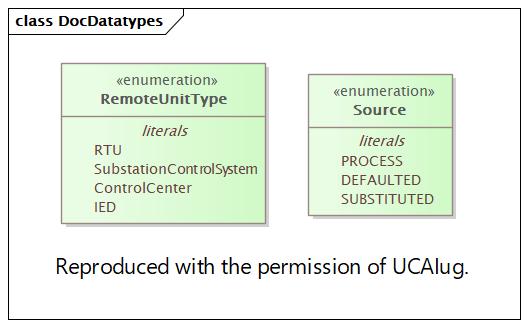 class DocDatatypes
«enumeration»
RemoteUnitType
literals
RTU
SubstationControlSystem
ControlCenter
IED
«enumeration»
Source
literals
PROCESS
DEFAULTED
SUBSTITUTED
Reproduced with the permission of UCAIug.